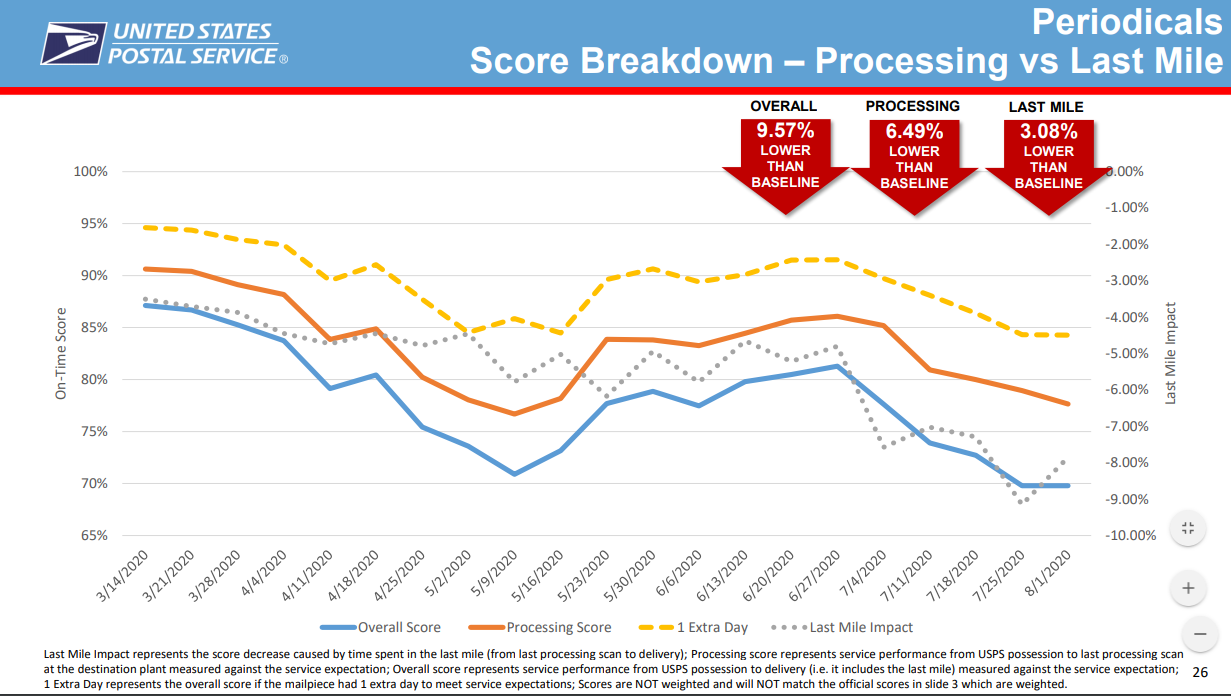 UNITED STATES
POSTAL SERVICE®
Periodicals
Score Breakdown – Processing vs Last Mile
OVERALL
PROCESSING
LAST MILE
9.57%
LOWER
THAN
BASELINE
6.49%
LOWER
THAN
BASELINE
3.08%
LOWER
THAN
BASELINE
On-Time Score
100%
95%
90%
85%
80%
75%
70%
65%
0.00%
-1.00%
-2.00%
-3.00%
-4.00%
-5.00%
-6.00%
-7.00%
-8.00%
-9.00%
-10.00%
Last Mile Impact
3/14/2020
3/21/2020
3/28/2020
4/4/2020
4/11/2020
4/18/2020
4/25/2020
5/2/2020
5/9/2020
5/16/2020
5/23/2020
5/30/2020
6/6/2020
6/13/2020
6/20/2020
6/27/2020
7/4/2020
7/11/2020
7/18/2020
7/25/2020
8/1/2020
Overall Score
Processing Score
1 Extra Day
Last Mile Impact
Last Mile Impact represents the score decrease caused by time spent in the last mile (from last processing scan to delivery); Processing score represents service performance from USPS possession to last processing scan
at the destination plant measured against the service expectation; Overall score represents service performance from USPS possession to delivery (i.e. it includes the last mile) measured against the service expectation;
1 Extra Day represents the overall score if the mailpiece had 1 extra day to meet service expectations; Scores are NOT weighted and will NOT match the official scores in slide 3 which are weighted.
26